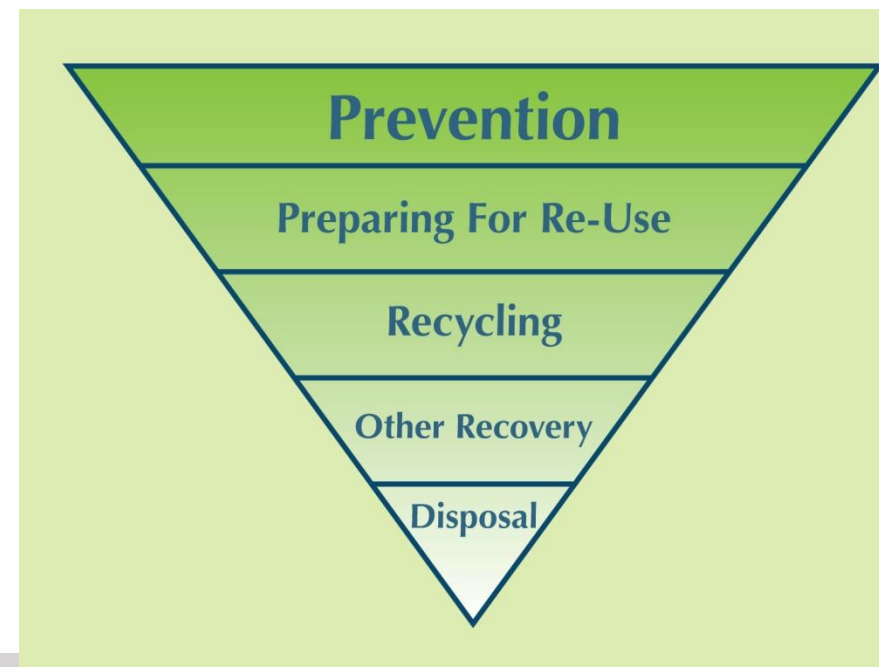 Prevention
Preparing For Re-Use
Recycling
Other Recovery
Disposal